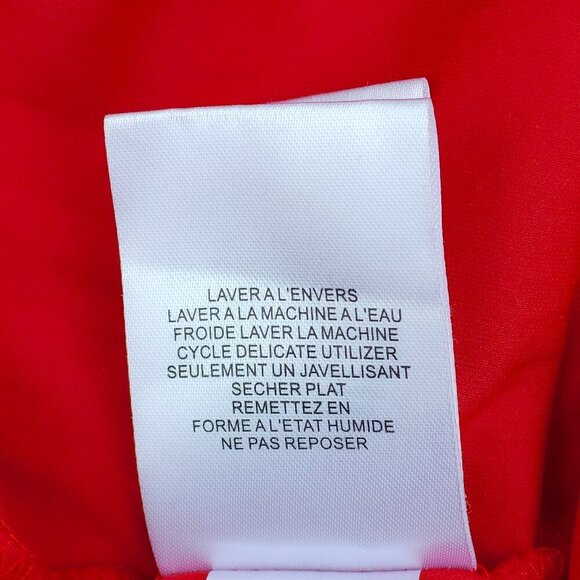 LAVER A L'ENVERS
LAVER A LA MACHINE A L'EAU
FROIDE LAVER LA MACHINE
CYCLE DELICATE UTILIZER
SEULEMENT UN JAVELLISANT
SECHER PLAT
REMETTEZ EN
FORME A L'ETAT HUMIDE
NE PAS REPOSER